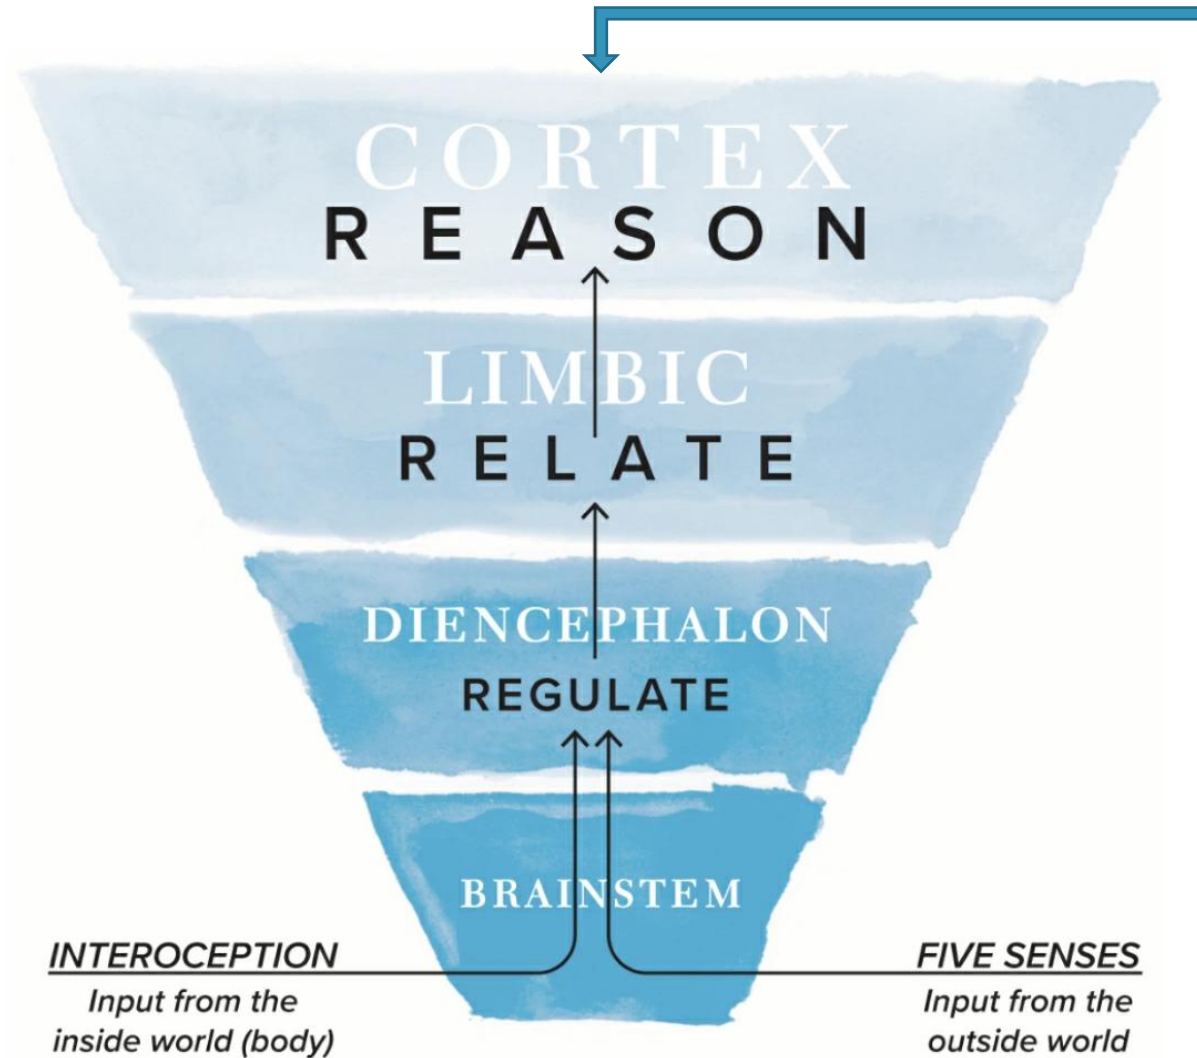 CORTEX
REASON
LIMBIC
RELATE
DIENCEPHALON
REGULATE
BRAINSTEM
INTEROCEPTION
Input from the
inside world (body)
FIVE SENSES
Input from the
outside world